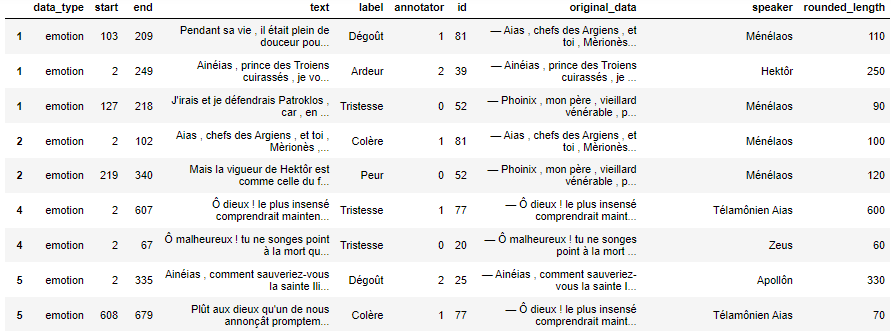 data_type start end text label annotator id original_data speaker rounded_length
1 emotion 103 209 Pendant sa vie , il était plein de douceur pou... Dégoût 1 81 — Aias , chefs des Argiens , et toi , Mèrionès... Ménélaos 110
1 emotion 2 249 Ainéias , prince des Troiens cuirassés , je vo... Ardeur 2 39 — Ainéias , prince des Troiens cuirassés , je ... Hektôr 250
1 emotion 127 218 J'irais et je défendrais Patroklos , car , en ... Tristesse 0 52 — Phoinix , mon père , vieillard vénérable , p... Ménélaos 90
2 emotion 2 102 Aias , chefs des Argiens , et toi , Mèrionès ,... Colère 1 81 — Aias , chefs des Argiens , et toi , Mèrionès... Ménélaos 100
2 emotion 219 340 Mais la vigueur de Hektôr est comme celle du f... Peur 0 52 — Phoinix , mon père , vieillard vénérable , p... Ménélaos 120
4 emotion 2 607 Ô dieux ! le plus insensé comprendrait mainten... Tristesse 1 77 — Ô dieux ! le plus insensé comprendrait maint... Télamônien Aias 600
4 emotion 2 67 Ô malheureux ! tu ne songes point à la mort qu... Tristesse 0 20 — Ô malheureux ! tu ne songes point à la mort ... Zeus 60
5 emotion 2 335 Ainéias , comment sauveriez-vous la sainte Ili... Dégoût 2 25 — Ainéias , comment sauveriez-vous la sainte I... Apollôn 330
5 emotion 608 679 Plût aux dieux qu'un de nous annonçât promptem... Colère 1 77 — Ô dieux ! le plus insensé comprendrait maint... Télamônien Aias 70